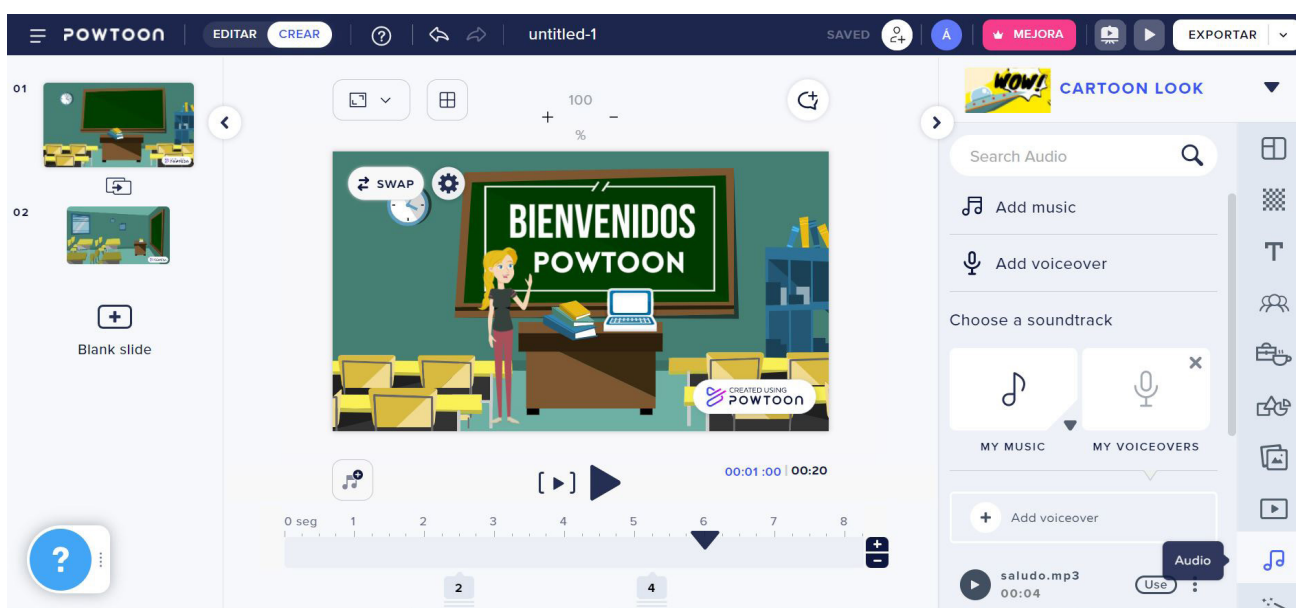 POWTOON
EDITAR CREAR
?
untitled-1
SAVED
Á
MEJORA
EXPORTAR
01
02
Blank slide
100
%
SWAP
BIENVENIDOS
POWTOON
CREATED USING
POWTOON
00:01:00 | 00:20
0 seg 1 2 3 4 5 6 7 8
2 4
?
WOW!
CARTOON LOOK
Search Audio
Add music
Add voiceover
Choose a soundtrack
MY MUSIC MY VOICEOVERS
Add voiceover
Audio
saludo.mp3
00:04
Use
T